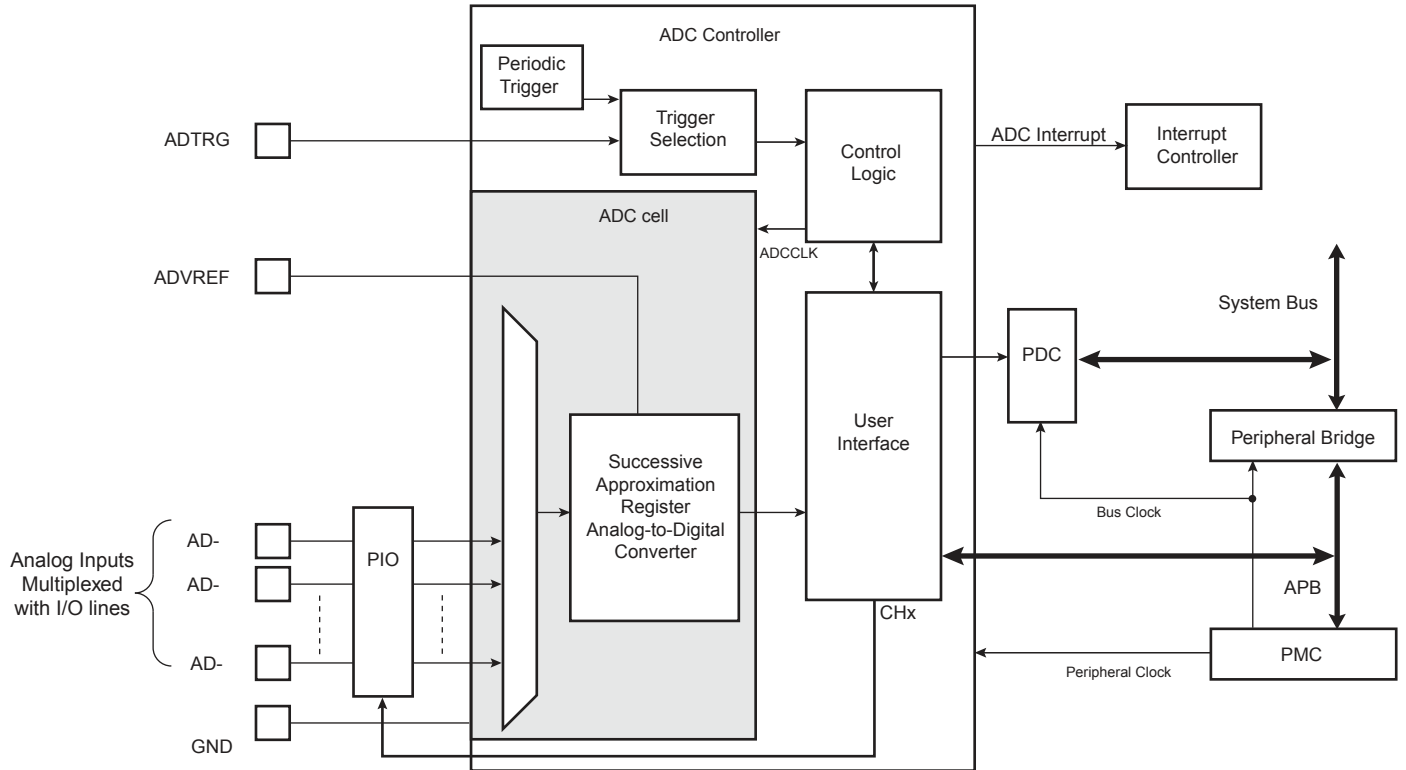 ADC Controller
Periodic
Trigger
Trigger
Selection
Control
Logic
ADTRG
ADC Interrupt
Interrupt
Controller
ADC cell
ADCCLK
ADVREF
System Bus
PDC
User
Interface
Peripheral Bridge
Successive
Approximation
Register
Analog-to-Digital
Converter
Bus Clock
Analog Inputs
Multiplexed
with I/O lines
AD-
AD-
AD-
PIO
APB
CHx
PMC
Peripheral Clock
GND